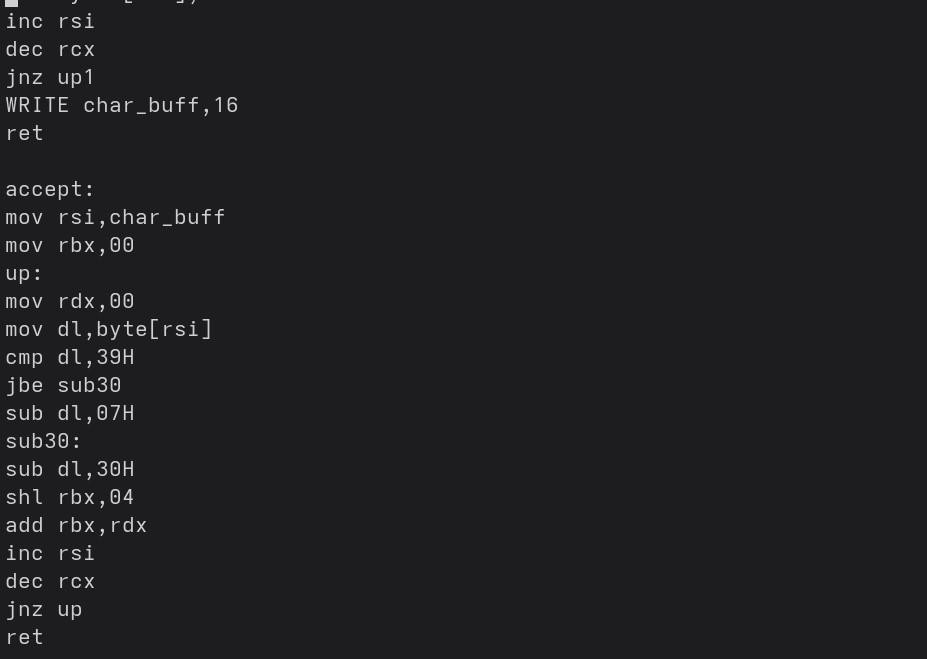 inc rsi
dec rcx
jnz up1
WRITE char_buff,16
ret
accept:
mov rsi,char_buff
mov rbx,00
up:
mov rdx,00
mov dl,byte[rsi]
cmp dl,39H
jbe sub30
sub dl,07H
sub30:
sub dl,30H
shl rbx,04
add rbx,rdx
inc rsi
dec rcx
jnz up
ret